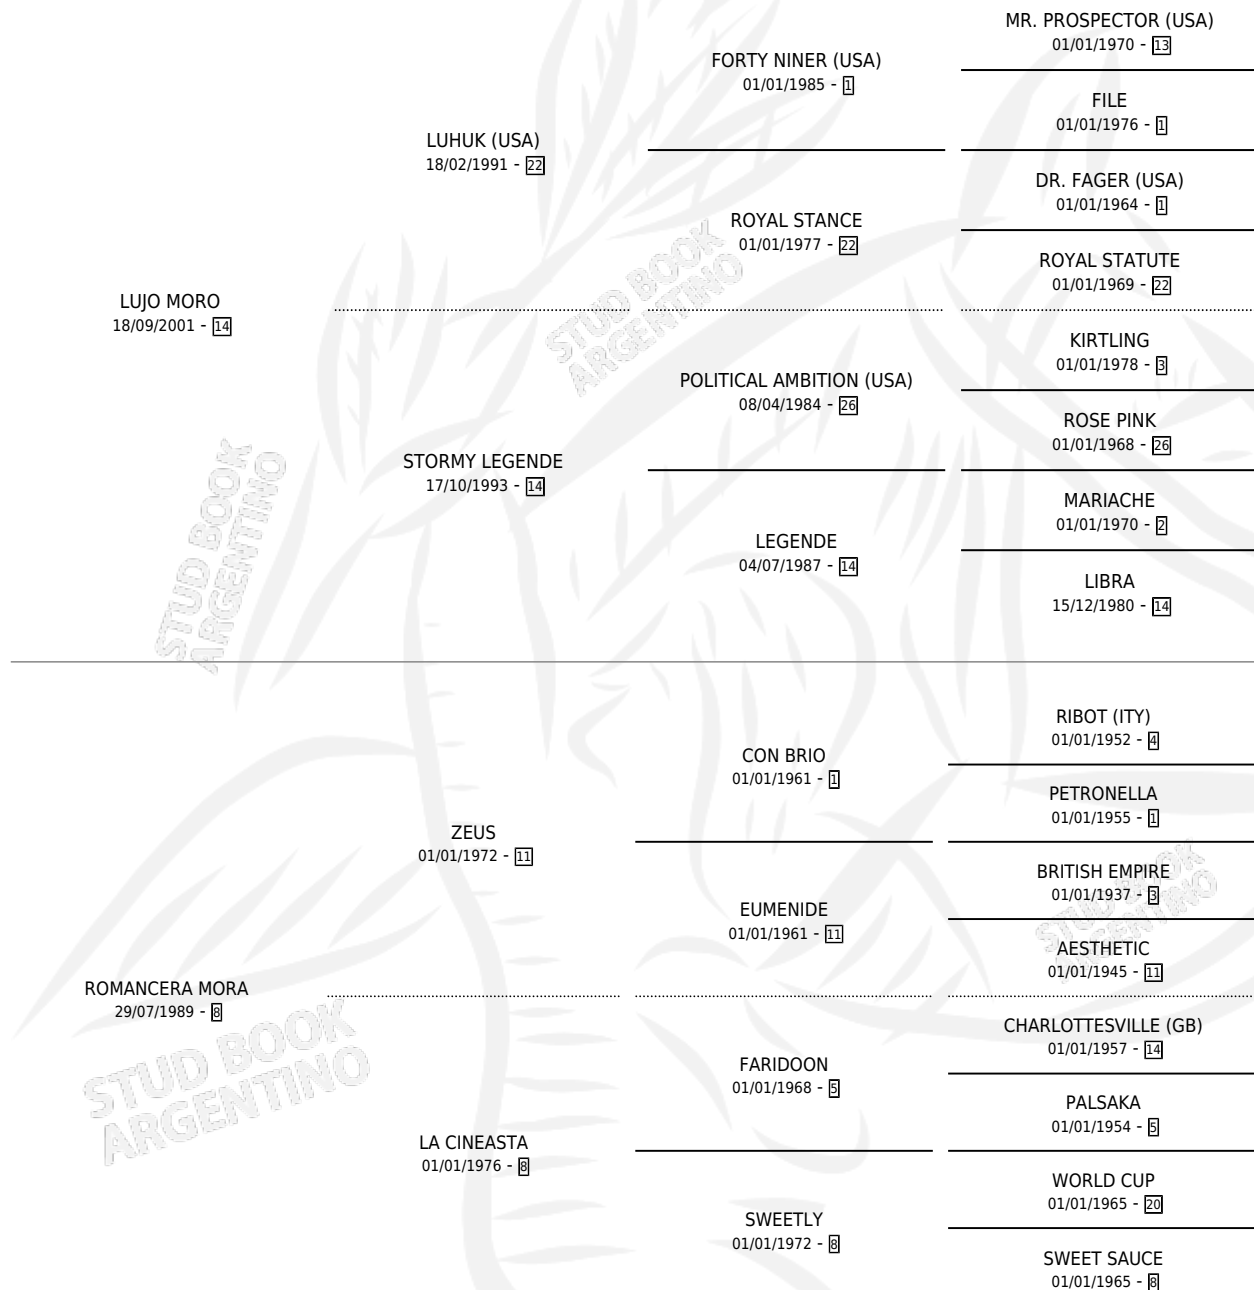 MR. PROSPECTOR (USA)
01/01/1970 - 13
FORTY NINER (USA)
01/01/1985 - 1
FILE
01/01/1976 - 1
LUHUK (USA)
18/02/1991 - 22
DR. FAGER (USA)
01/01/1964 - 1
ROYAL STANCE
01/01/1977 - 22
ROYAL STATUTE
01/01/1969 - 22
LUJO MORO
18/09/2001 - 14
KIRTLING
01/01/1978 - 3
POLITICAL AMBITION (USA)
08/04/1984 - 26
ROSE PINK
01/01/1968 - 26
STORMY LEGENDE
17/10/1993 - 14
MARIACHE
01/01/1970 - 2
LEGENDE
04/07/1987 - 14
LIBRA
15/12/1980 - 14
RIBOT (ITY)
01/01/1952 - 4
CON BRIO
01/01/1961 - 1
PETRONELLA
01/01/1955 - 1
ZEUS
01/01/1972 - 11
BRITISH EMPIRE
01/01/1937 - 3
EUMENIDE
01/01/1961 - 11
AESTHETIC
01/01/1945 - 11
ROMANCERA MORA
29/07/1989 - 8
CHARLOTTESVILLE (GB)
01/01/1957 - 14
FARIDOON
01/01/1968 - 5
PALSAKA
01/01/1954 - 5
LA CINEASTA
01/01/1976 - 8
WORLD CUP
01/01/1965 - 20
SWEETLY
01/01/1972 - 8
SWEET SAUCE
01/01/1965 - 8
STUD BOOK
ARGENTINO
STUD BOOK
ARGENTINO
STUD BOOK
ARGENTINO
STUD BOOK
ARGENTINO